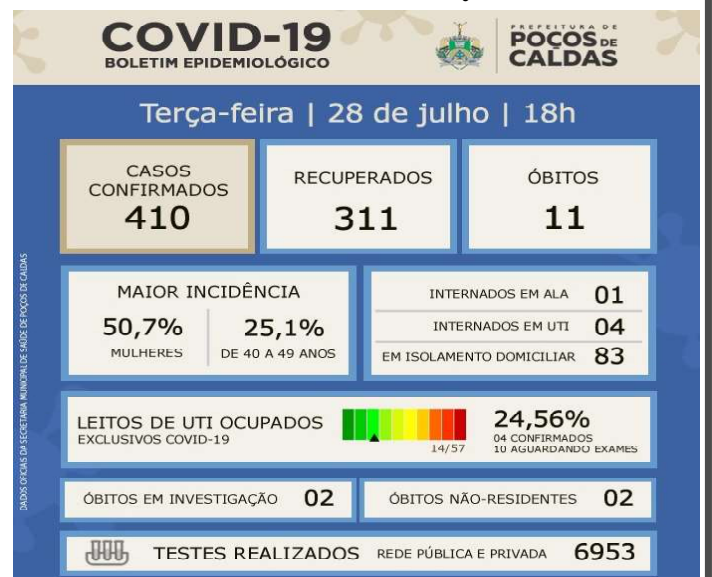 COVID-19
BOLETIM EPIDEMIOLÓGICO
PREFEITURA DE
POÇOS DE
CALDAS
Terça-feira | 28 de julho | 18h
CASOS
CONFIRMADOS
410
RECUPERADOS
311
ÓBITOS
11
MAIOR INCIDÊNCIA
50,7%
MULHERES
25,1%
DE 40 A 49 ANOS
INTERNADOS EM ALA 01
INTERNADOS EM UTI 04
EM ISOLAMENTO DOMICILIAR 83
LEITOS DE UTI OCUPADOS
EXCLUSIVOS COVID-19
14/57
24,56%
04 CONFIRMADOS
10 AGUARDANDO EXAMES
ÓBITOS EM INVESTIGAÇÃO 02
ÓBITOS NÃO-RESIDENTES 02
TESTES REALIZADOS REDE PÚBLICA E PRIVADA 6953
DADOS OFICIAIS DA SECRETARIA MUNICIPAL DE SAÚDE DE POÇOS DE CALDAS